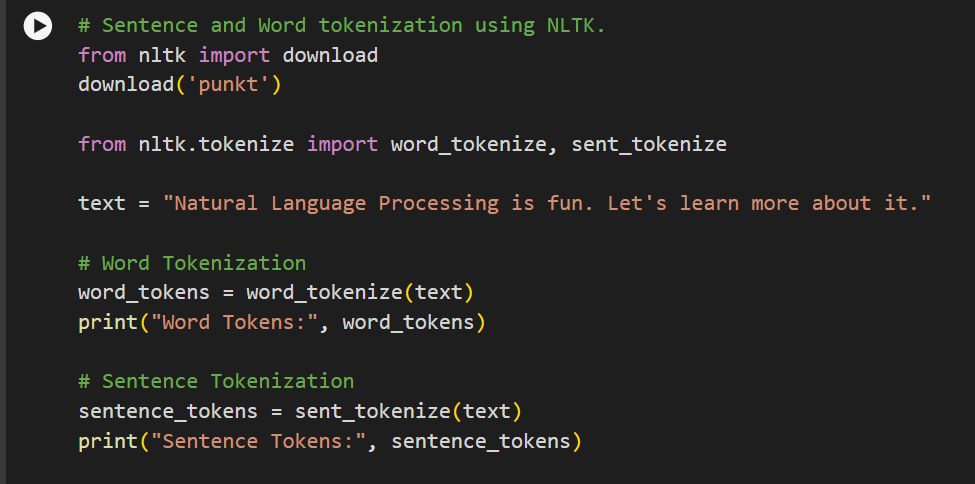 # Sentence and Word tokenization using NLTK.
from nltk import download
download('punkt')
from nltk.tokenize import word_tokenize, sent_tokenize
text = "Natural Language Processing is fun. Let's learn more about it."
# Word Tokenization
word_tokens = word_tokenize(text)
print("Word Tokens:", word_tokens)
# Sentence Tokenization
sentence_tokens = sent_tokenize(text)
print("Sentence Tokens:", sentence_tokens)